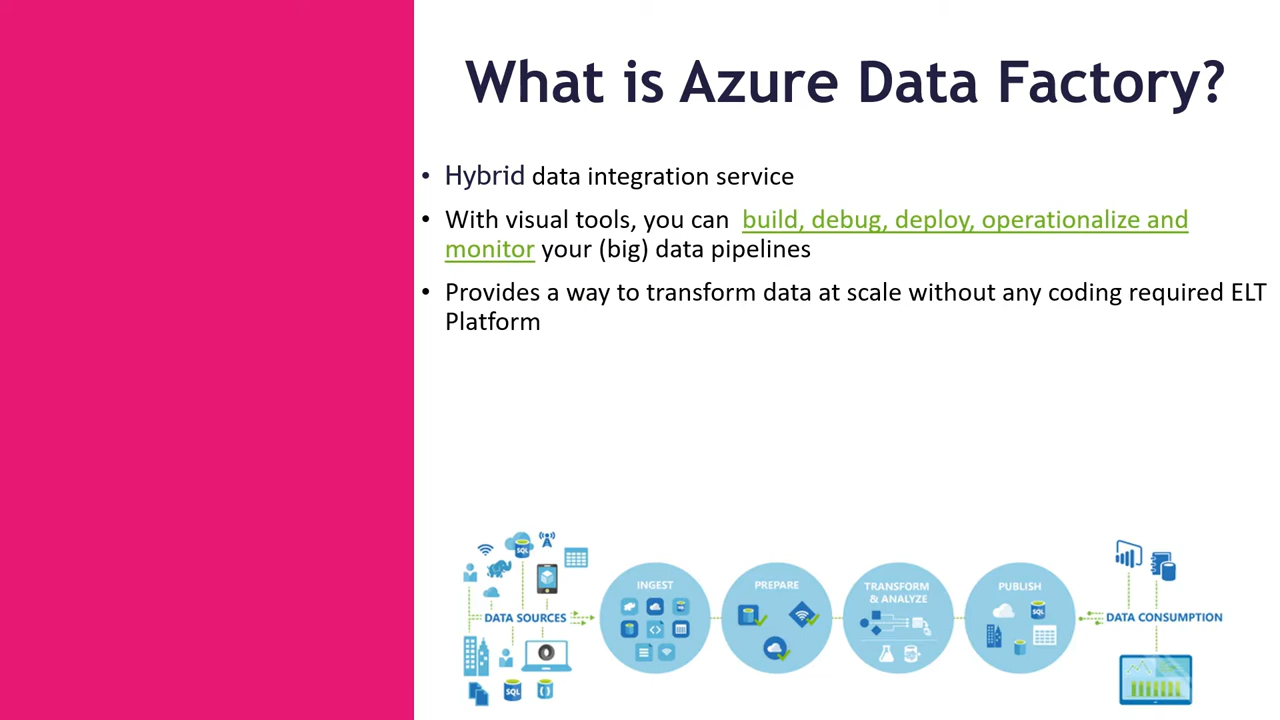 What is Azure Data Factory?
• Hybrid data integration service
• With visual tools, you can build, debug, deploy, operationalize and
monitor your (big) data pipelines
• Provides a way to transform data at scale without any coding required ELT
Platform
SQL
DATA SOURCES
SQL
INGEST
PREPARE
TRANSFORM
& ANALYZE
PUBLISH
SQL
DATA CONSUMPTION